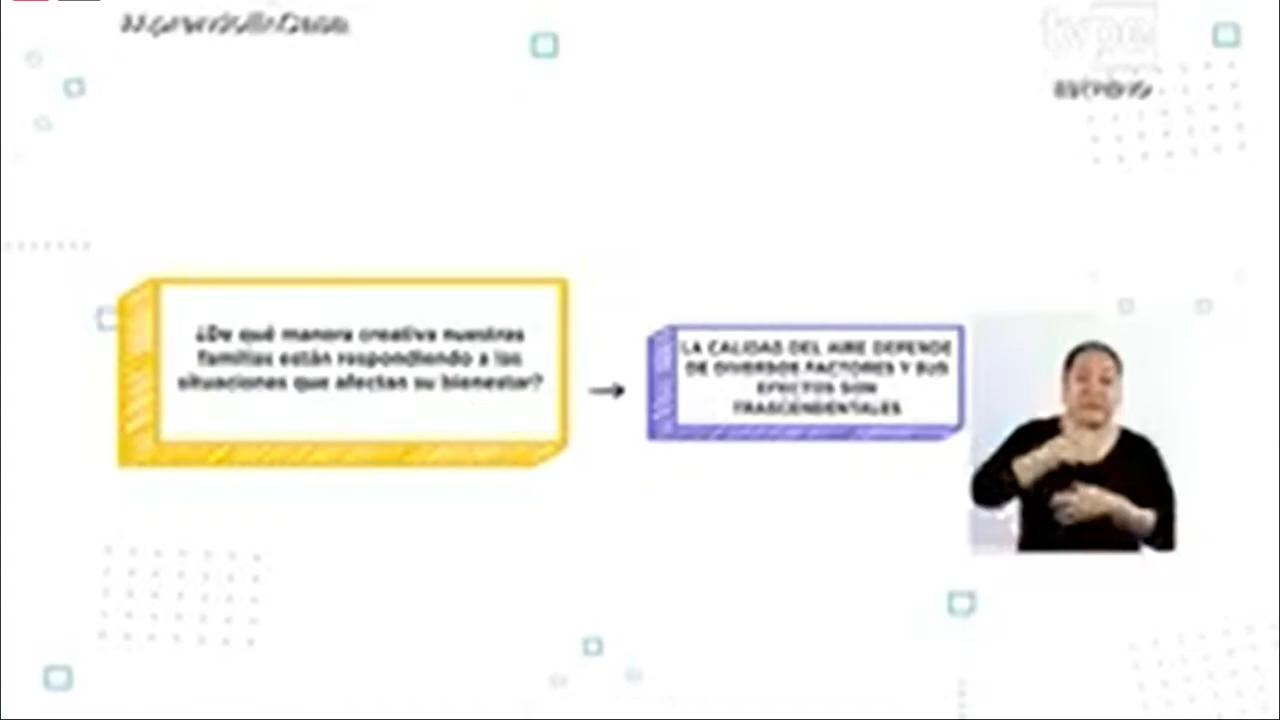 ¿De qué manera creativa nuestras
familias están respondiendo a las
situaciones que afectan su bienestar?
LA CALIDAD DEL AIRE DEPENDE
DE DIVERSOS FACTORES Y SUS
EFECTOS SON
TRASCENDENTALES